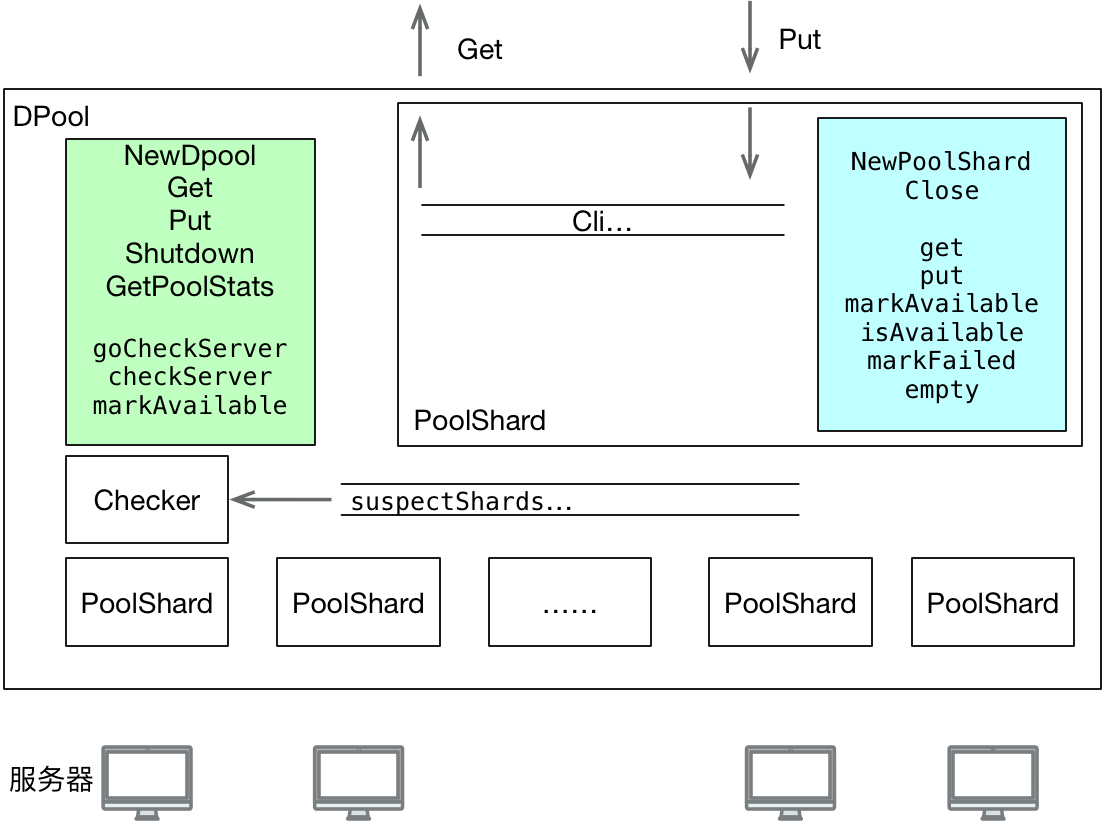 Get
Put
DPool
NewDpool
Get
Put
Shutdown
GetPoolStats
goCheckServer
checkServer
markAvailable
Cli...
PoolShard
NewPoolShard
Close
get
put
markAvailable
isAvailable
markFailed
empty
Checker
suspectShards...
PoolShard
PoolShard
……
PoolShard
PoolShard
服务器